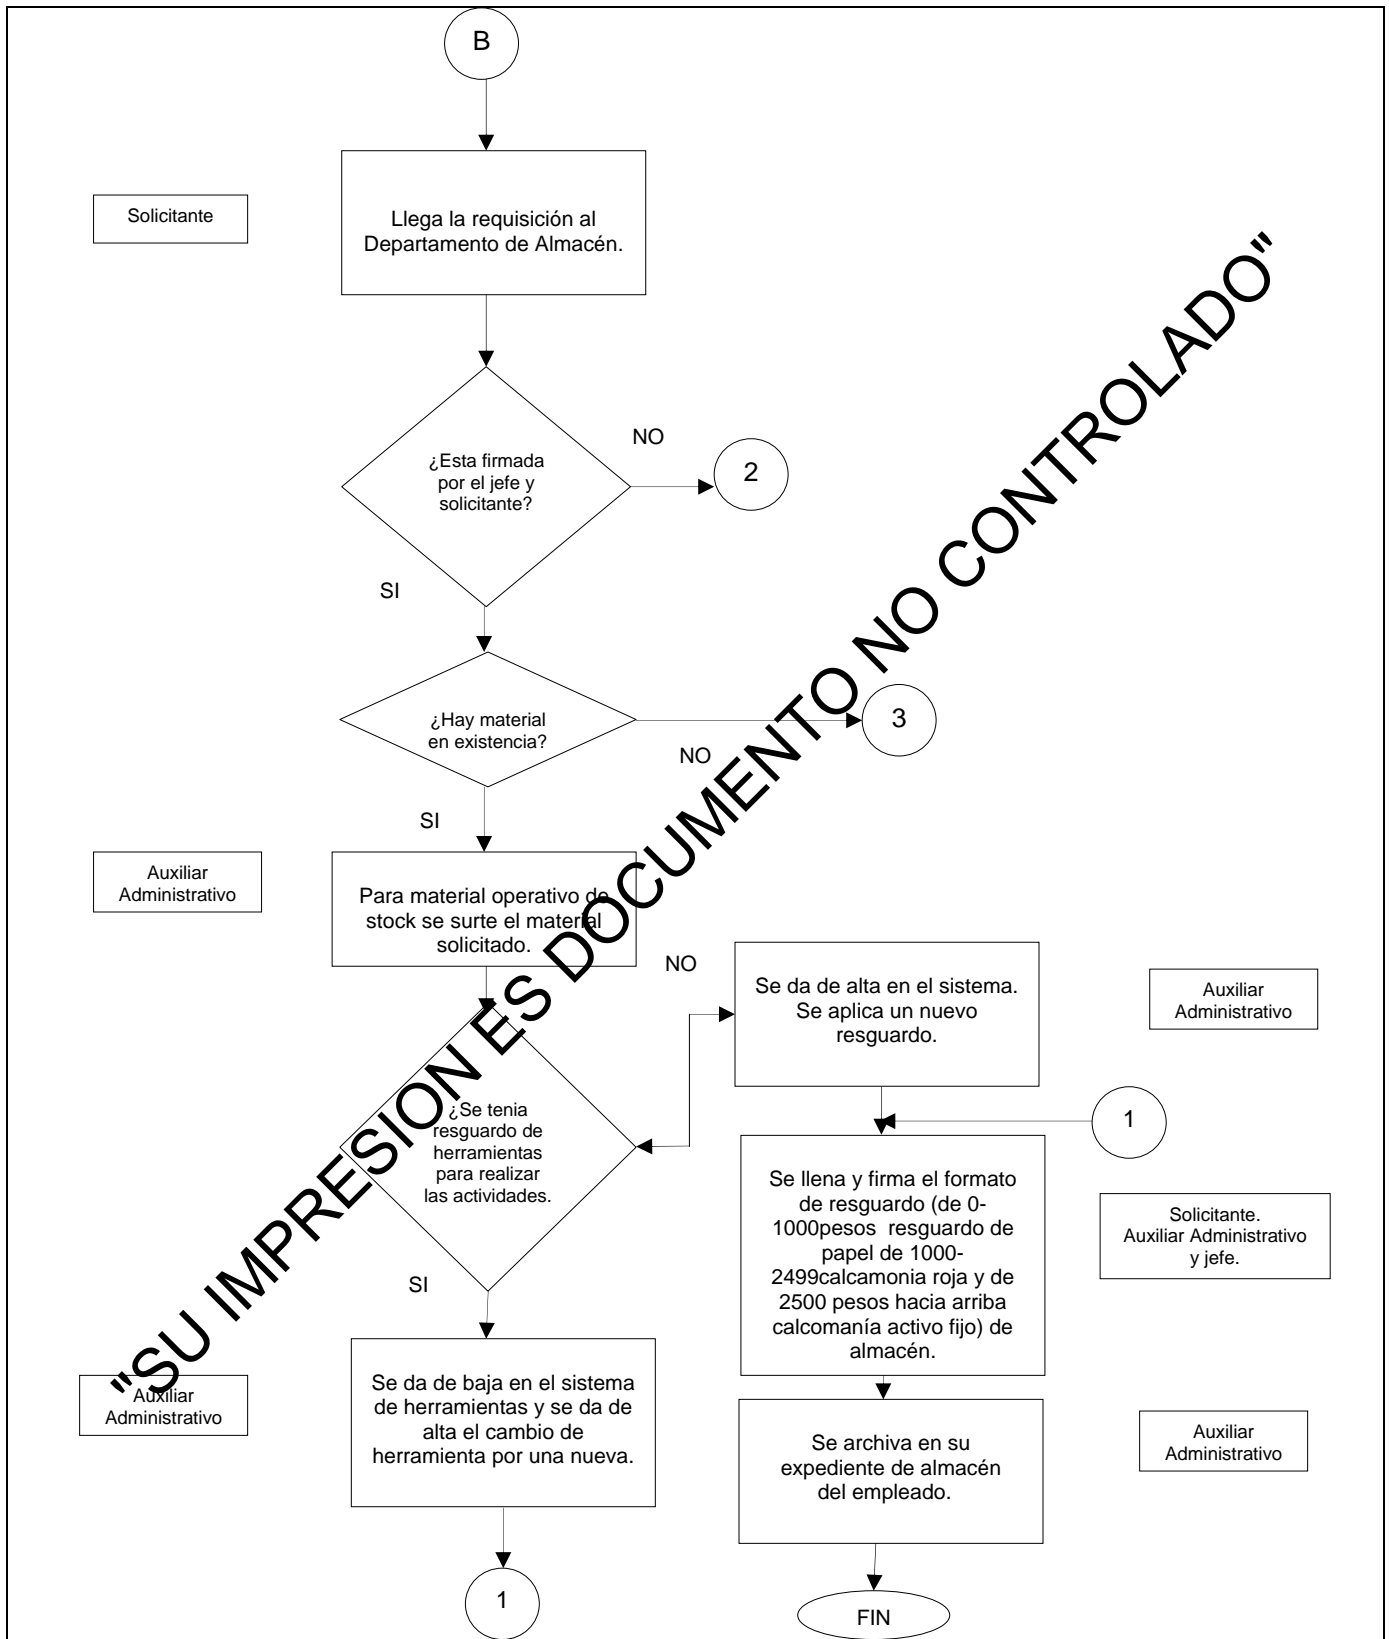 B
Solicitante
Llega la requisición al
Departamento de Almacén.
¿Esta firmada
por el jefe y
solicitante?
NO
2
SI
¿Hay material
en existencia?
3
NO
SI
Auxiliar
Administrativo
Para material operativo de
stock se surte el material
solicitado.
NO
Se da de alta en el sistema.
Se aplica un nuevo
resguardo.
Auxiliar
Administrativo
¿Se tenia
resguardo de
herramientas
para realizar
las actividades.
1
Se llena y firma el formato
de resguardo (de 0-
1000pesos  resguardo de
papel de 1000-
2499calcamonia roja y de
2500 pesos hacia arriba
calcomanía activo fijo) de
almacén.
Solicitante.
Auxiliar Administrativo
y jefe.
SI
Auxiliar
Administrativo
Se da de baja en el sistema
de herramientas y se da de
alta el cambio de
herramienta por una nueva.
Se archiva en su
expediente de almacén
del empleado.
Auxiliar
Administrativo
1
FIN
"SU IMPRESION ES DOCUMENTO NO CONTROLADO"